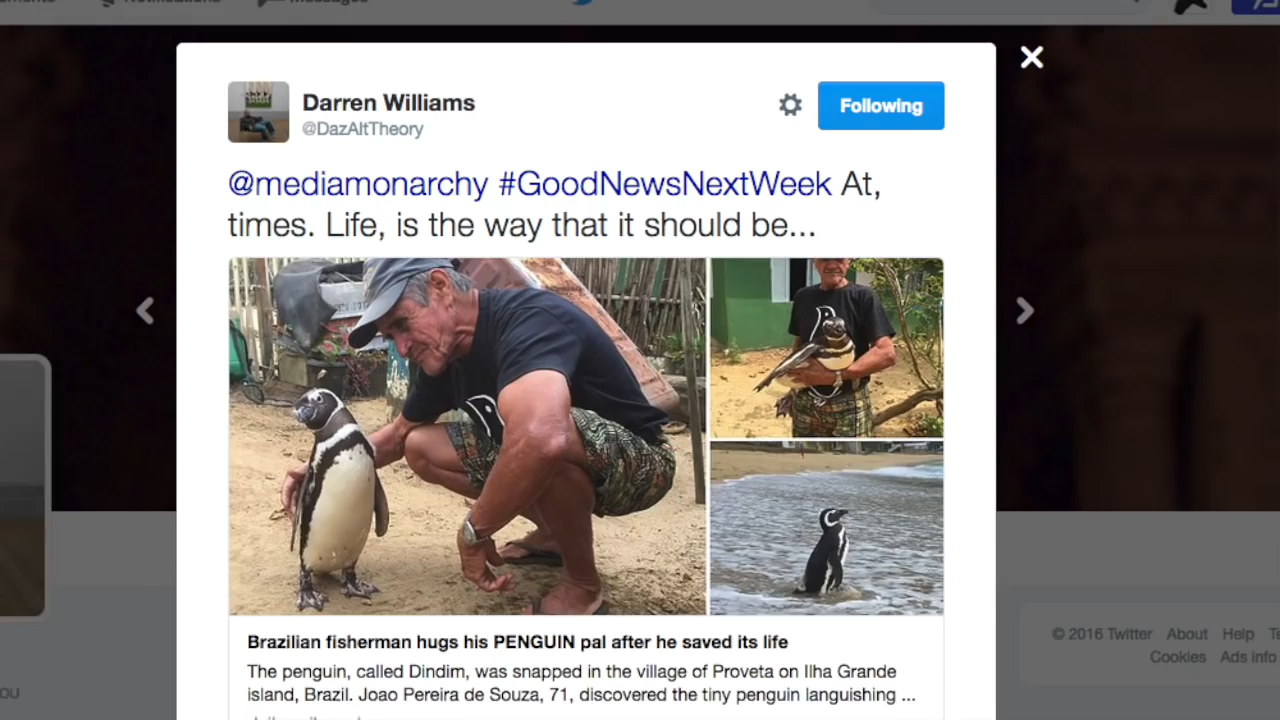 Notifications
Messages
Darren Williams
@DazAltTheory
Following
@mediamonarchy #GoodNewsNextWeek At,
times. Life, is the way that it should be...
Brazilian fisherman hugs his PENGUIN pal after he saved its life
The penguin, called Dindim, was snapped in the village of Proveta on Ilha Grande
island, Brazil. Joao Pereira de Souza, 71, discovered the tiny penguin languishing ...
© 2016 Twitter About Help
Cookies Ads info